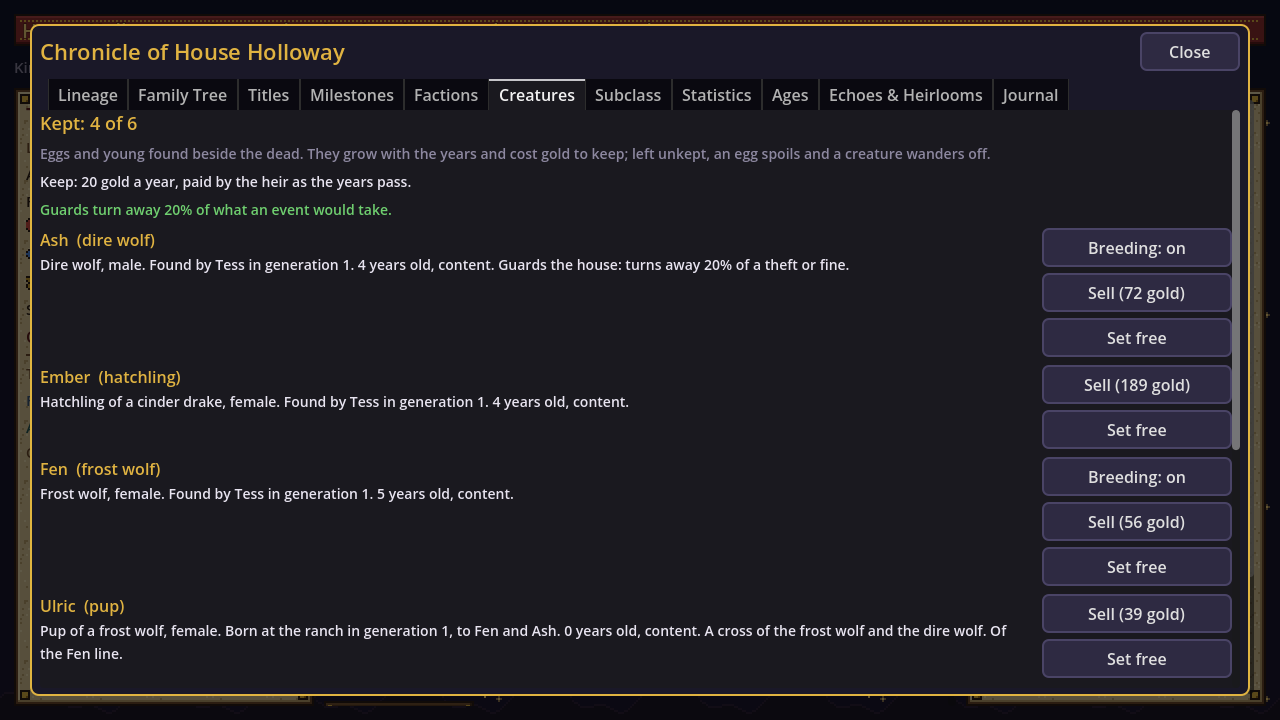 Chronicle of House Holloway
Close
Lineage
Family Tree
Titles
Milestones
Factions
Creatures
Subclass
Statistics
Ages
Echoes & Heirlooms
Journal
Kept: 4 of 6
Eggs and young found beside the dead. They grow with the years and cost gold to keep; left unkept, an egg spoils and a creature wanders off.
Keep: 20 gold a year, paid by the heir as the years pass.
Guards turn away 20% of what an event would take.
Ash (dire wolf)
Dire wolf, male. Found by Tess in generation 1. 4 years old, content. Guards the house: turns away 20% of a theft or fine.
Breeding: on
Sell (72 gold)
Set free
Ember (hatchling)
Hatchling of a cinder drake, female. Found by Tess in generation 1. 4 years old, content.
Sell (189 gold)
Set free
Fen (frost wolf)
Frost wolf, female. Found by Tess in generation 1. 5 years old, content.
Breeding: on
Sell (56 gold)
Set free
Ulric (pup)
Pup of a frost wolf, female. Born at the ranch in generation 1, to Fen and Ash. 0 years old, content. A cross of the frost wolf and the dire wolf. Of
the Fen line.
Sell (39 gold)
Set free